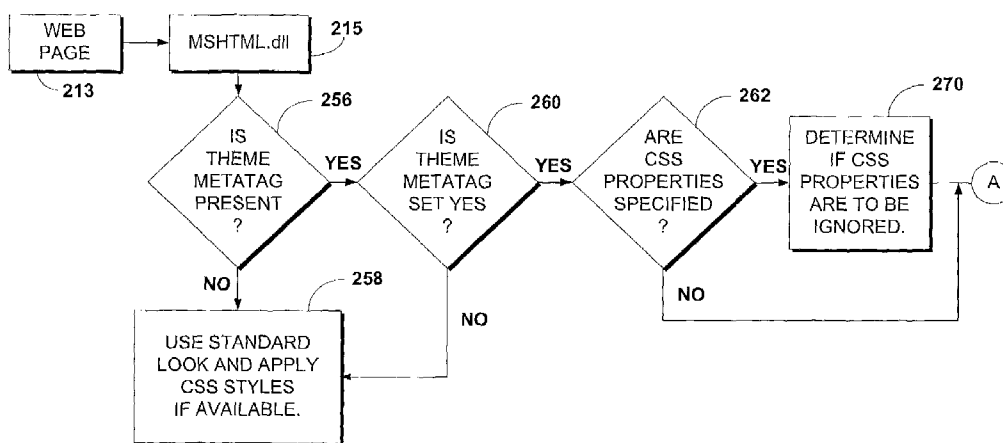 WEB
PAGE
213
MSHTML.dll
215
IS
THEME
METATAG
PRESENT
?
256
YES
NO
IS
THEME
METATAG
SET YES
?
260
YES
NO
ARE
CSS
PROPERTIES
SPECIFIED
?
262
YES
NO
DETERMINE
IF CSS
PROPERTIES
ARE TO BE
IGNORED.
270
A
USE STANDARD
LOOK AND APPLY
CSS STYLES
IF AVAILABLE.
258